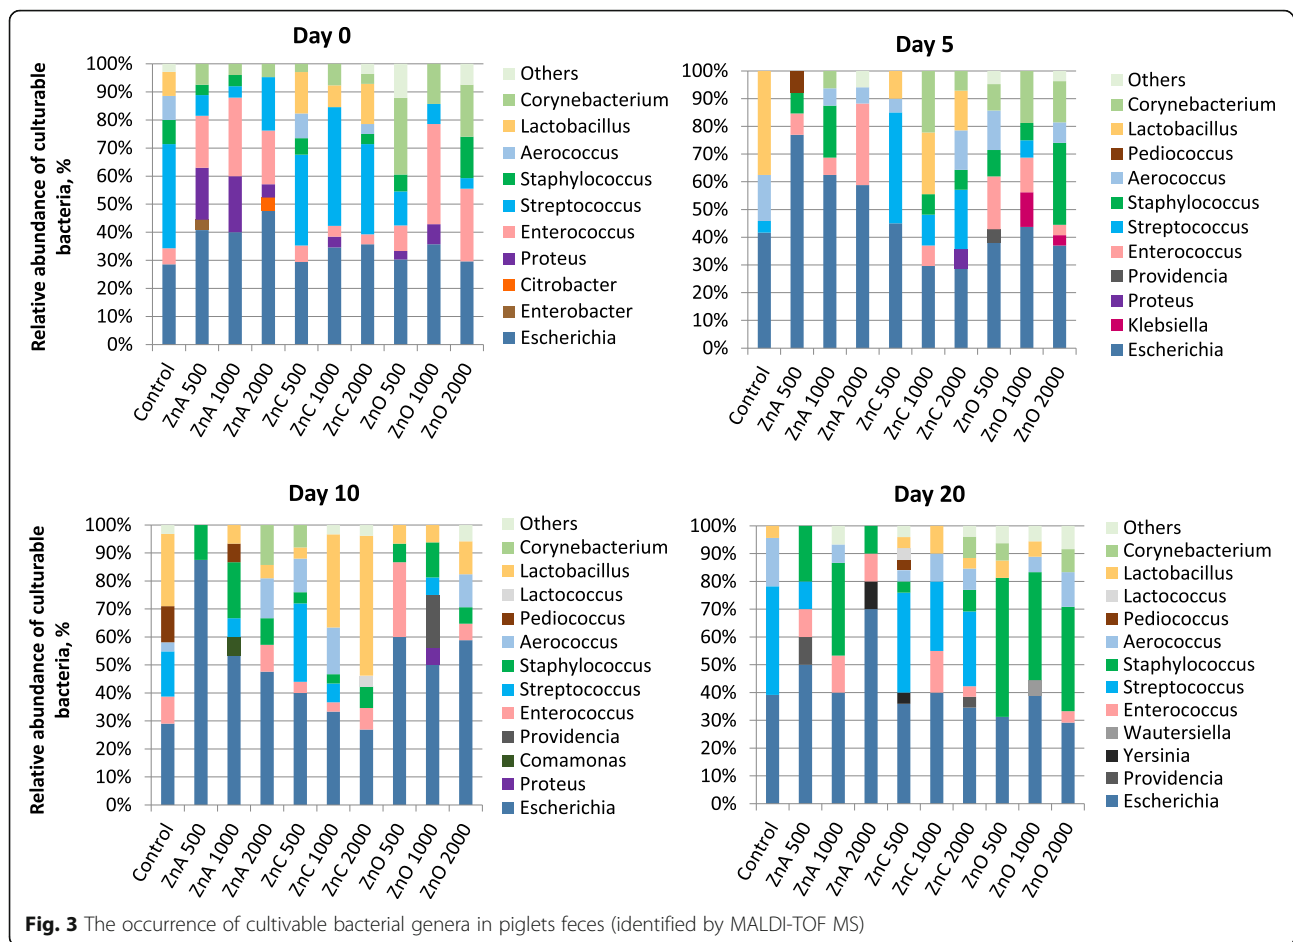 Day 0
Relative abundance of culturable
bacteria, %
100%
90%
80%
70%
60%
50%
40%
30%
20%
10%
0%
Control
ZnA 500
ZnA 1000
ZnA 2000
ZnC 500
ZnC 1000
ZnC 2000
ZnO 500
ZnO 1000
ZnO 2000
Others
Corynebacterium
Lactobacillus
Aerococcus
Staphylococcus
Streptococcus
Enterococcus
Proteus
Citrobacter
Enterobacter
Escherichia
Day 5
100%
90%
80%
70%
60%
50%
40%
30%
20%
10%
0%
Control
ZnA 500
ZnA 1000
ZnA 2000
ZnC 500
ZnC 1000
ZnC 2000
ZnO 500
ZnO 1000
ZnO 2000
Others
Corynebacterium
Lactobacillus
Pediococcus
Aerococcus
Staphylococcus
Streptococcus
Enterococcus
Providencia
Proteus
Klebsiella
Escherichia
Day 10
Relative abundance of culturable
bacteria, %
100%
90%
80%
70%
60%
50%
40%
30%
20%
10%
0%
Control
ZnA 500
ZnA 1000
ZnA 2000
ZnC 500
ZnC 1000
ZnC 2000
ZnO 500
ZnO 1000
ZnO 2000
Others
Corynebacterium
Lactobacillus
Lactococcus
Pediococcus
Aerococcus
Staphylococcus
Streptococcus
Enterococcus
Providencia
Comamonas
Proteus
Escherichia
Day 20
100%
90%
80%
70%
60%
50%
40%
30%
20%
10%
0%
Control
ZnA 500
ZnA 1000
ZnA 2000
ZnC 500
ZnC 1000
ZnC 2000
ZnO 500
ZnO 1000
ZnO 2000
Others
Corynebacterium
Lactobacillus
Lactococcus
Pediococcus
Aerococcus
Staphylococcus
Streptococcus
Enterococcus
Wautersiella
Yersinia
Providencia
Escherichia
Fig. 3 The occurrence of cultivable bacterial genera in piglets feces (identified by MALDI-TOF MS)